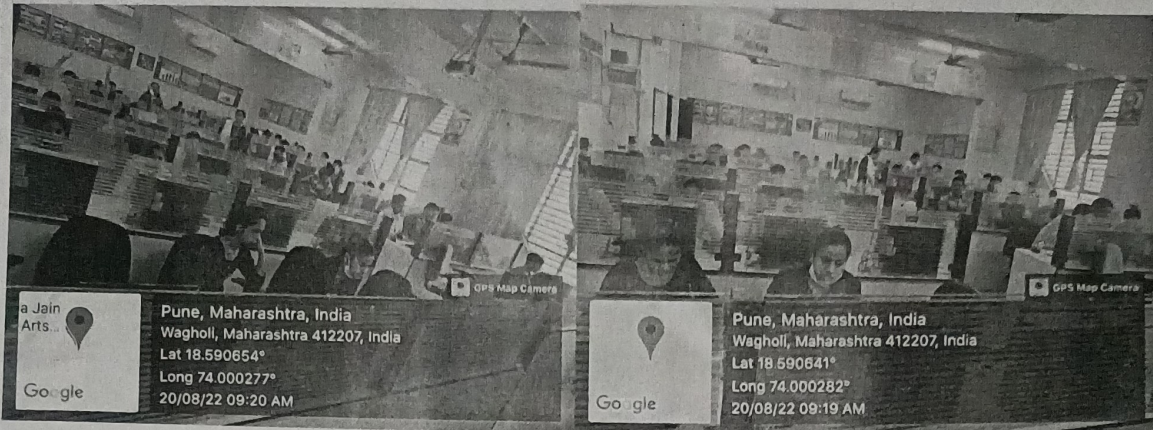 GPS Map Camera
a Jain
Arts...
Google
Pune, Maharashtra, India
Wagholi, Maharashtra 412207, India
Lat 18.590654°
Long 74.000277°
20/08/22 09:20 AM
GPS Map Camera
Google
Pune, Maharashtra, India
Wagholi, Maharashtra 412207, India
Lat 18.590641°
Long 74.000282°
20/08/22 09:19 AM